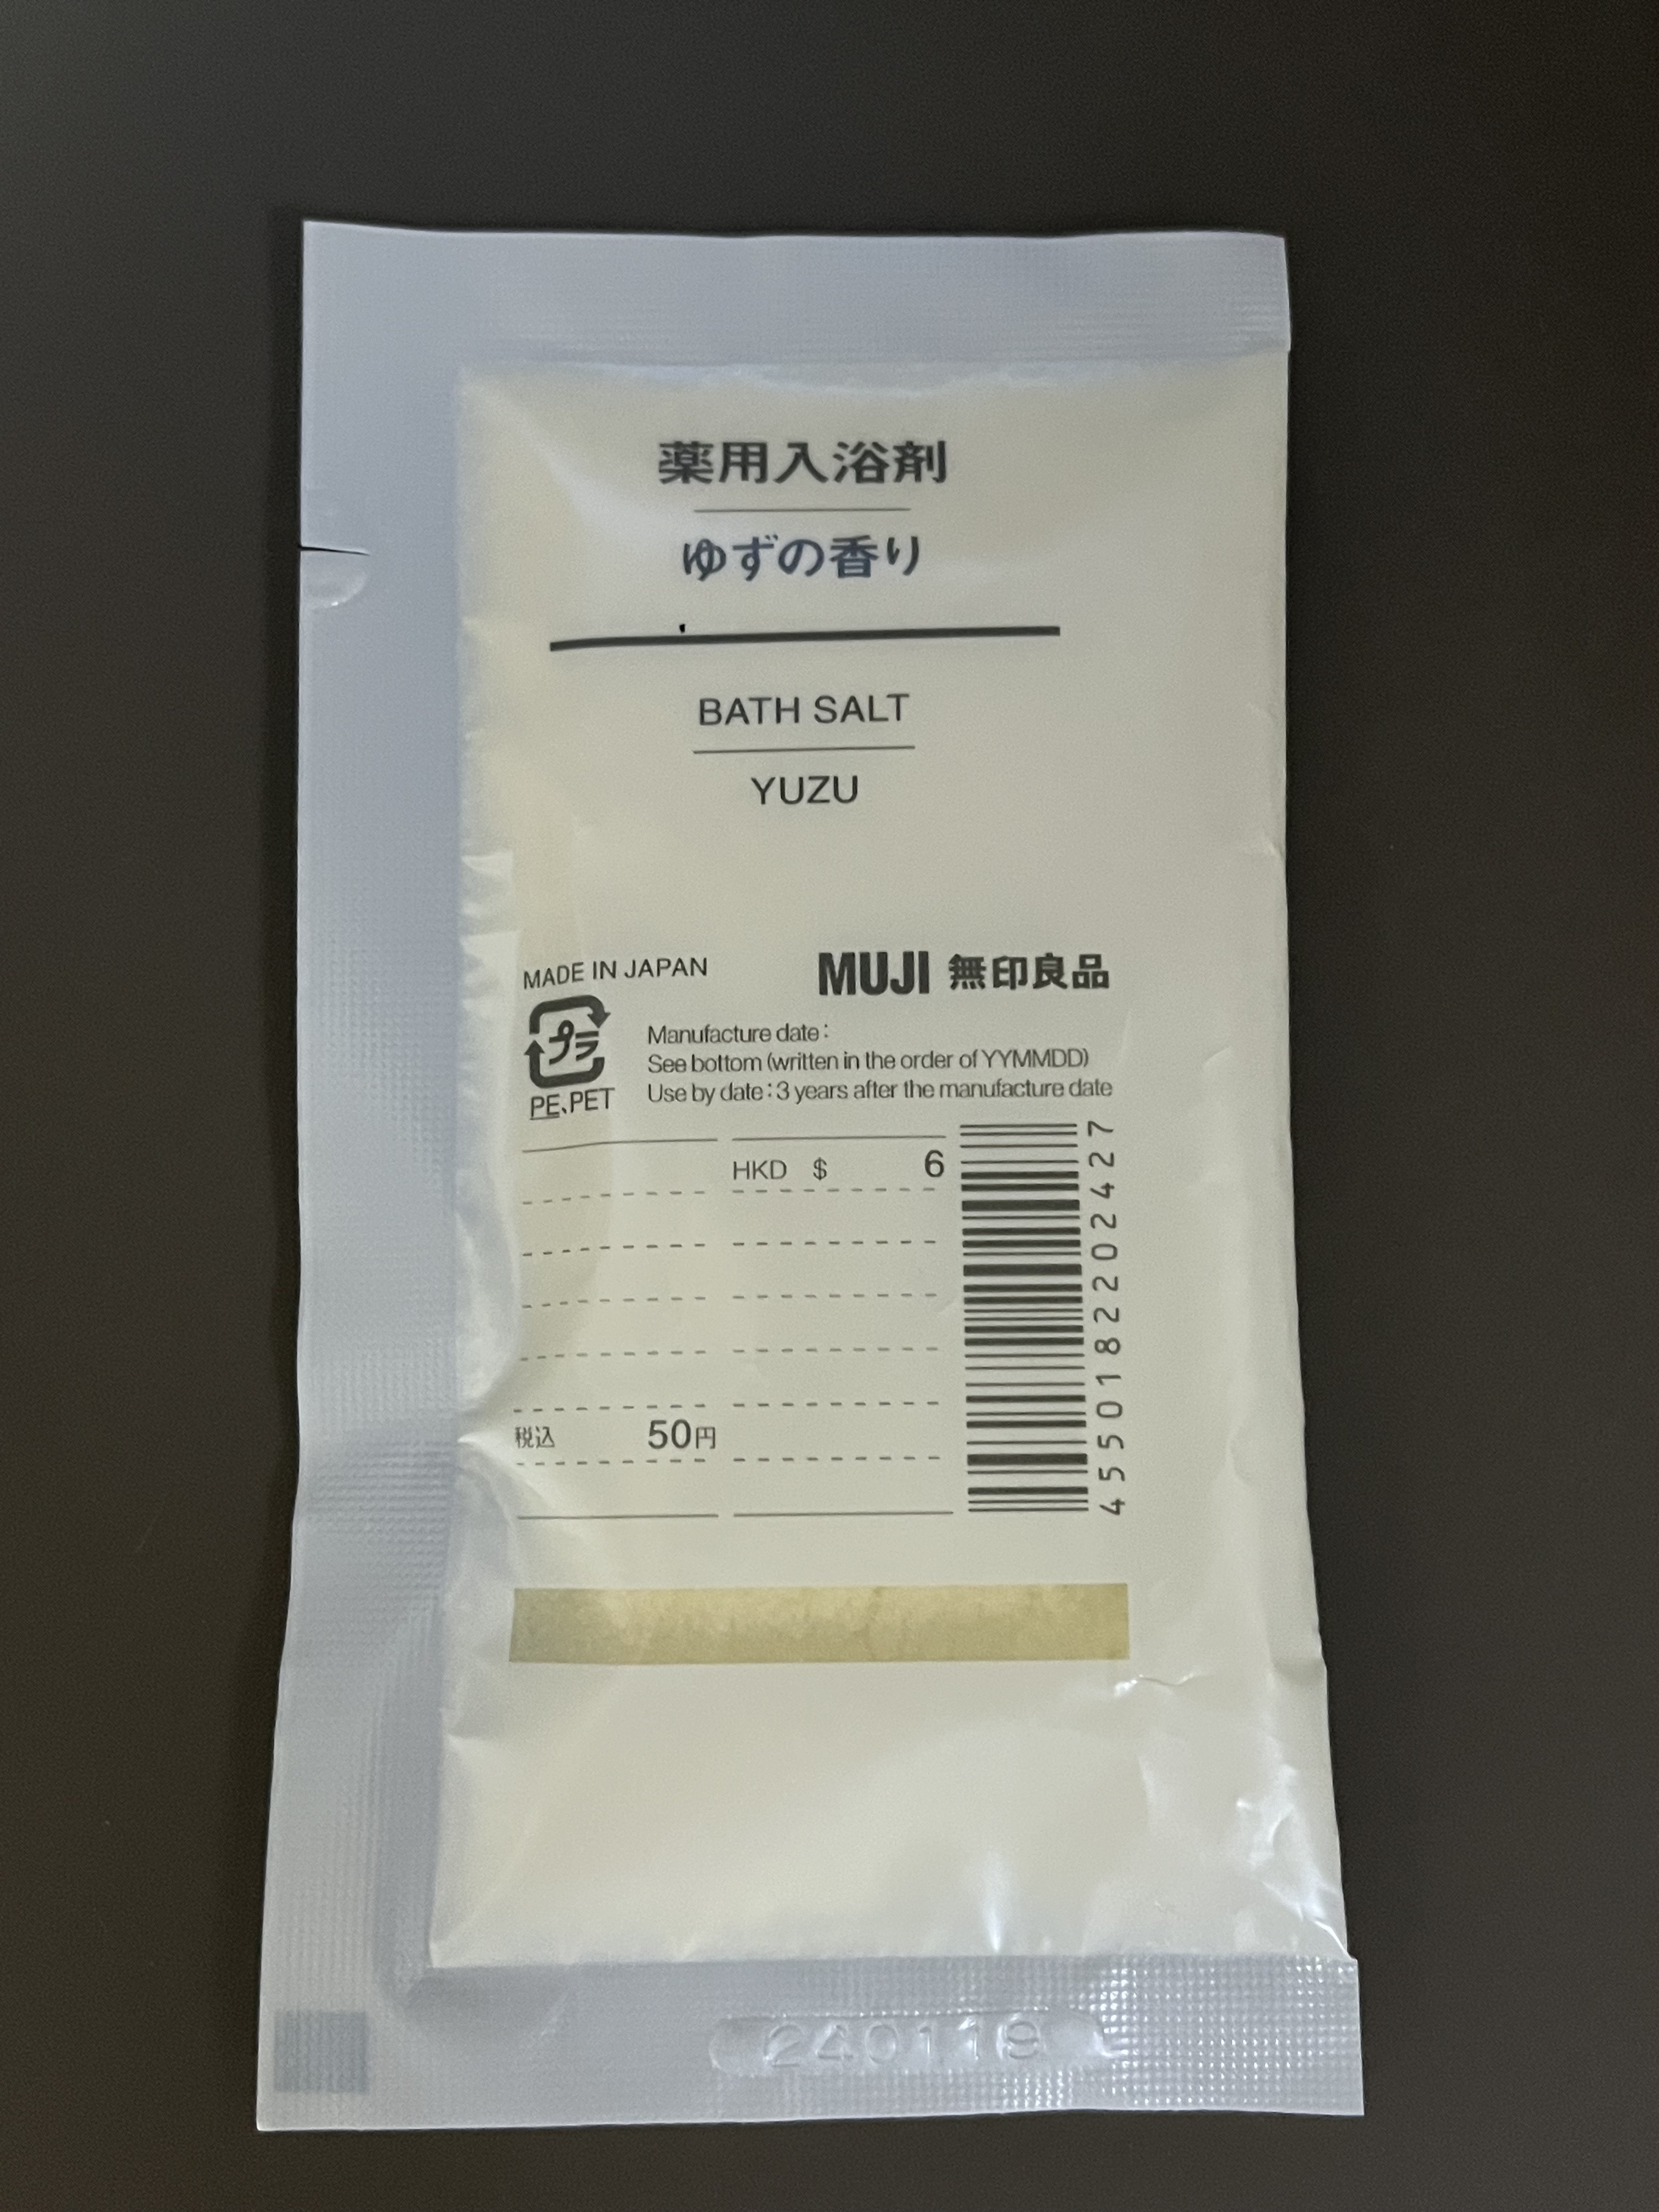 薬用入浴剤
ゆずの香り
BATH SALT
YUZU
MADE IN JAPAN
MUJI 無印良品
プラ
PE、PET
Manufacture date:
See bottom (written in the order of YYMMDD)
Use by date:3 years after the manufacture date
HKD $ 6
税込 50円
4550182202427
240119